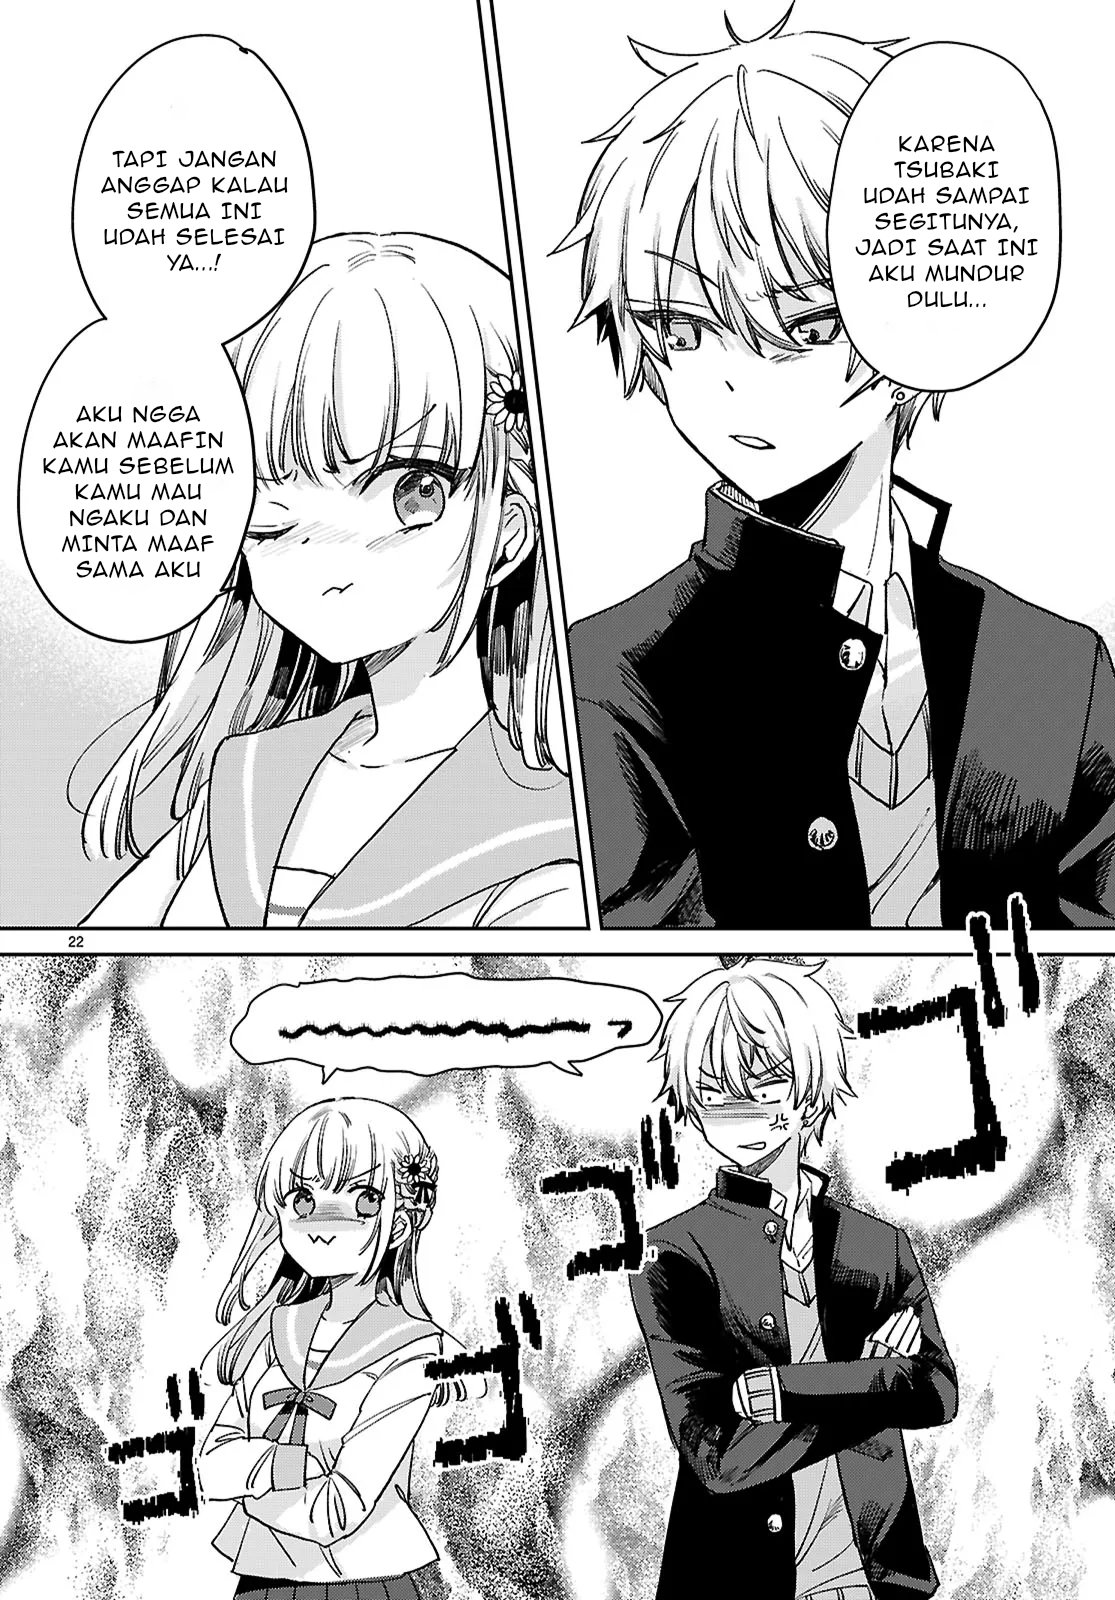 KARENA
TSUBAKI
UDAH SAMPAI
SEGITUNYA,
JADI SAAT INI
AKU MUNDUR
DULU...
TAPI JANGAN
ANGGAP KALAU
SEMUA INI
UDAH SELESAI
YA...!
AKU NGGA
AKAN MAAFIN
KAMU SEBELUM
KAMU MAU
NGAKU DAN
MINTA MAAF
SAMA AKU
22
ゴゴ
ゴゴ